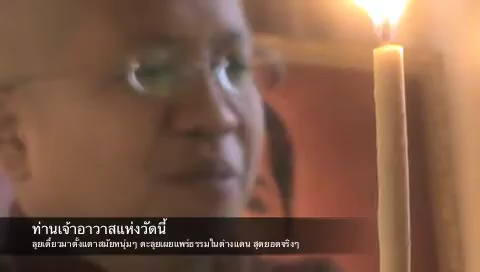 ท่านเจ้าอาวาสแห่งวัดนี้
ลุยเดี่ยวมาตั้งแตาสมัยหนุ่มๆ ตะลุยเผยแพร่ธรรมในต่างแดน สุดยอดจริงๆ